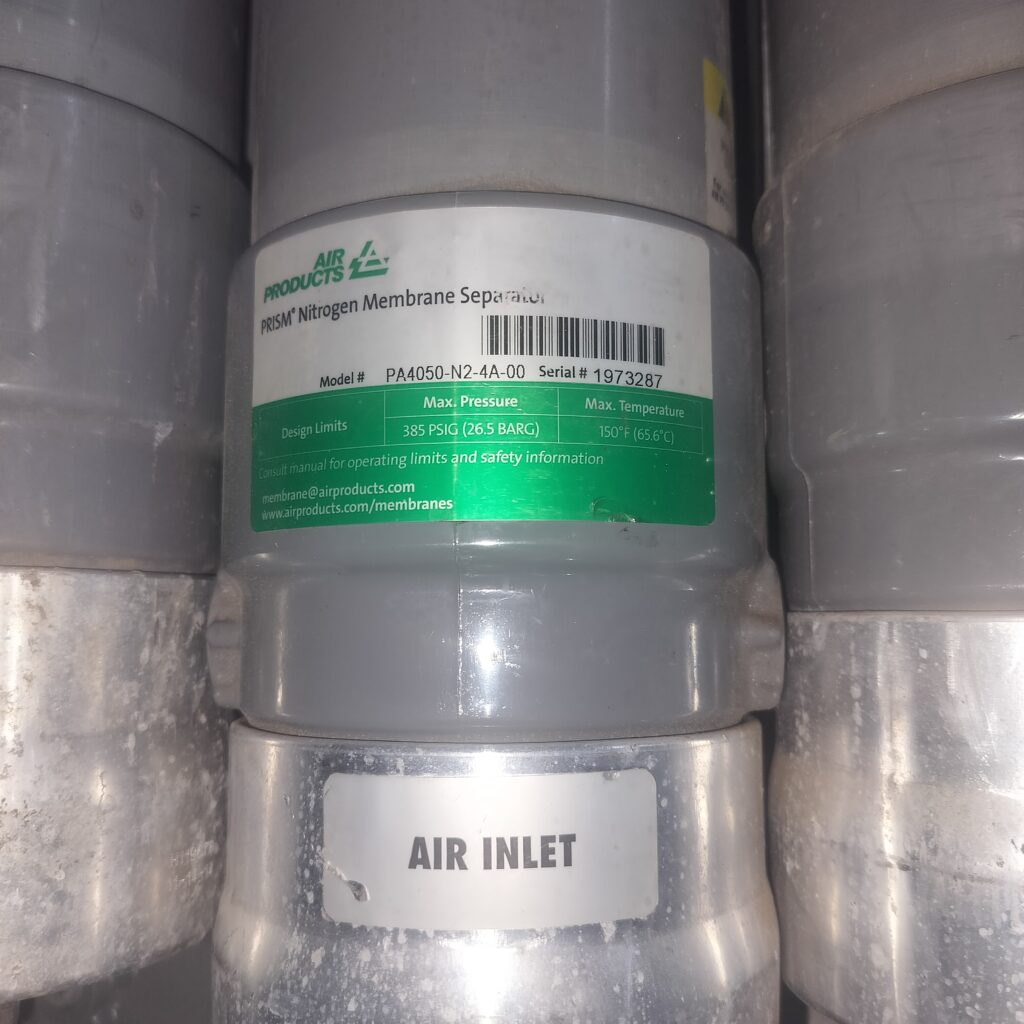 AIR
PRODUCTS
PRISM® Nitrogen Membrane Separator
Model # PA4050-N2-4A-00 Serial # 1973287
Design Limits
Max. Pressure
Max. Temperature
385 PSIG (26.5 BARG)
150°F (65.6°C)
Consult manual for operating limits and safety information
membrane@airproducts.com
www.airproducts.com/membranes
AIR INLET